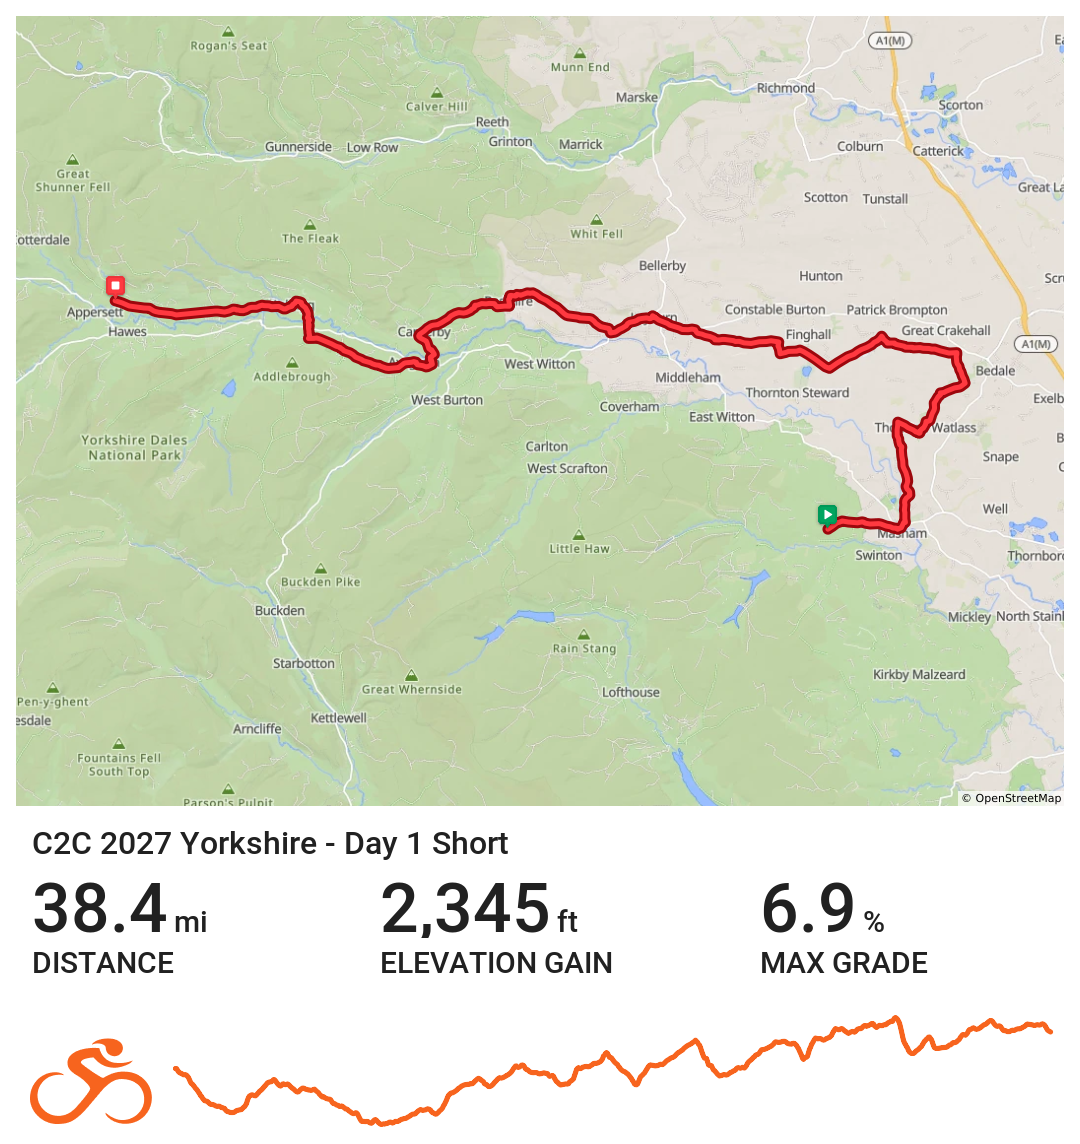 Rogan's Seat
A1(M)
Munn End
Richmond
Marske
Calver Hill
Scorton
Reeth
Grinton
Gunnerside
Low Row
Marrick
Colburn
Catterick
Great
Shunner Fell
Great La
Scotton
Tunstall
The Fleak
Whit Fell
otterdale
Bellerby
Hunton
Scr
Appersett
Hawes
Constable Burton
Patrick Brompton
Finghall
Great Crakehall
A1(M)
West Witton
Addlebrough
Middleham
Bedale
Thornton Steward
Exelb
West Burton
Coverham
East Witton
Watlass
Yorkshire Dales
National Park
Carlton
West Scrafton
Snape
Well
Masham
Little Haw
Swinton
Thornbor
Buckden Pike
Buckden
Mickley
North Stainl
Rain Stang
Starbotton
Kirkby Malzeard
Great Whernside
Lofthouse
Pen-y-ghent
esdale
Kettlewell
Arncliffe
Fountains Fell
South Top
Parson's Pulpit
© OpenStreetMap
C2C 2027 Yorkshire - Day 1 Short
38.4 mi
2,345 ft
6.9 %
DISTANCE
ELEVATION GAIN
MAX GRADE